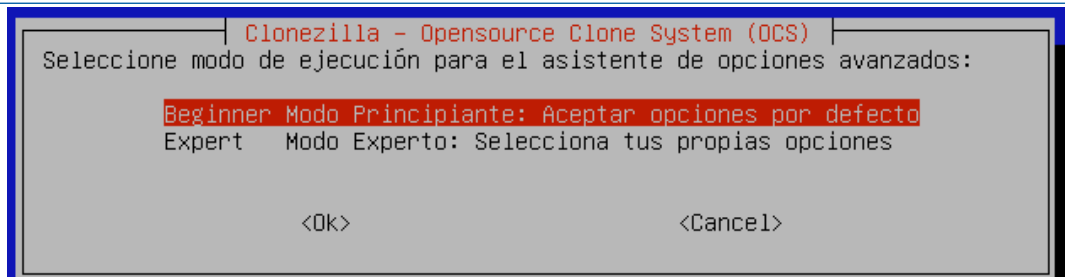 Clonezilla – Opensource Clone System (OCS)
Seleccione modo de ejecución para el asistente de opciones avanzados:
Beginner Modo Principiante: Aceptar opciones por defecto
Expert Modo Experto: Selecciona tus propias opciones
<Ok> <Cancel>